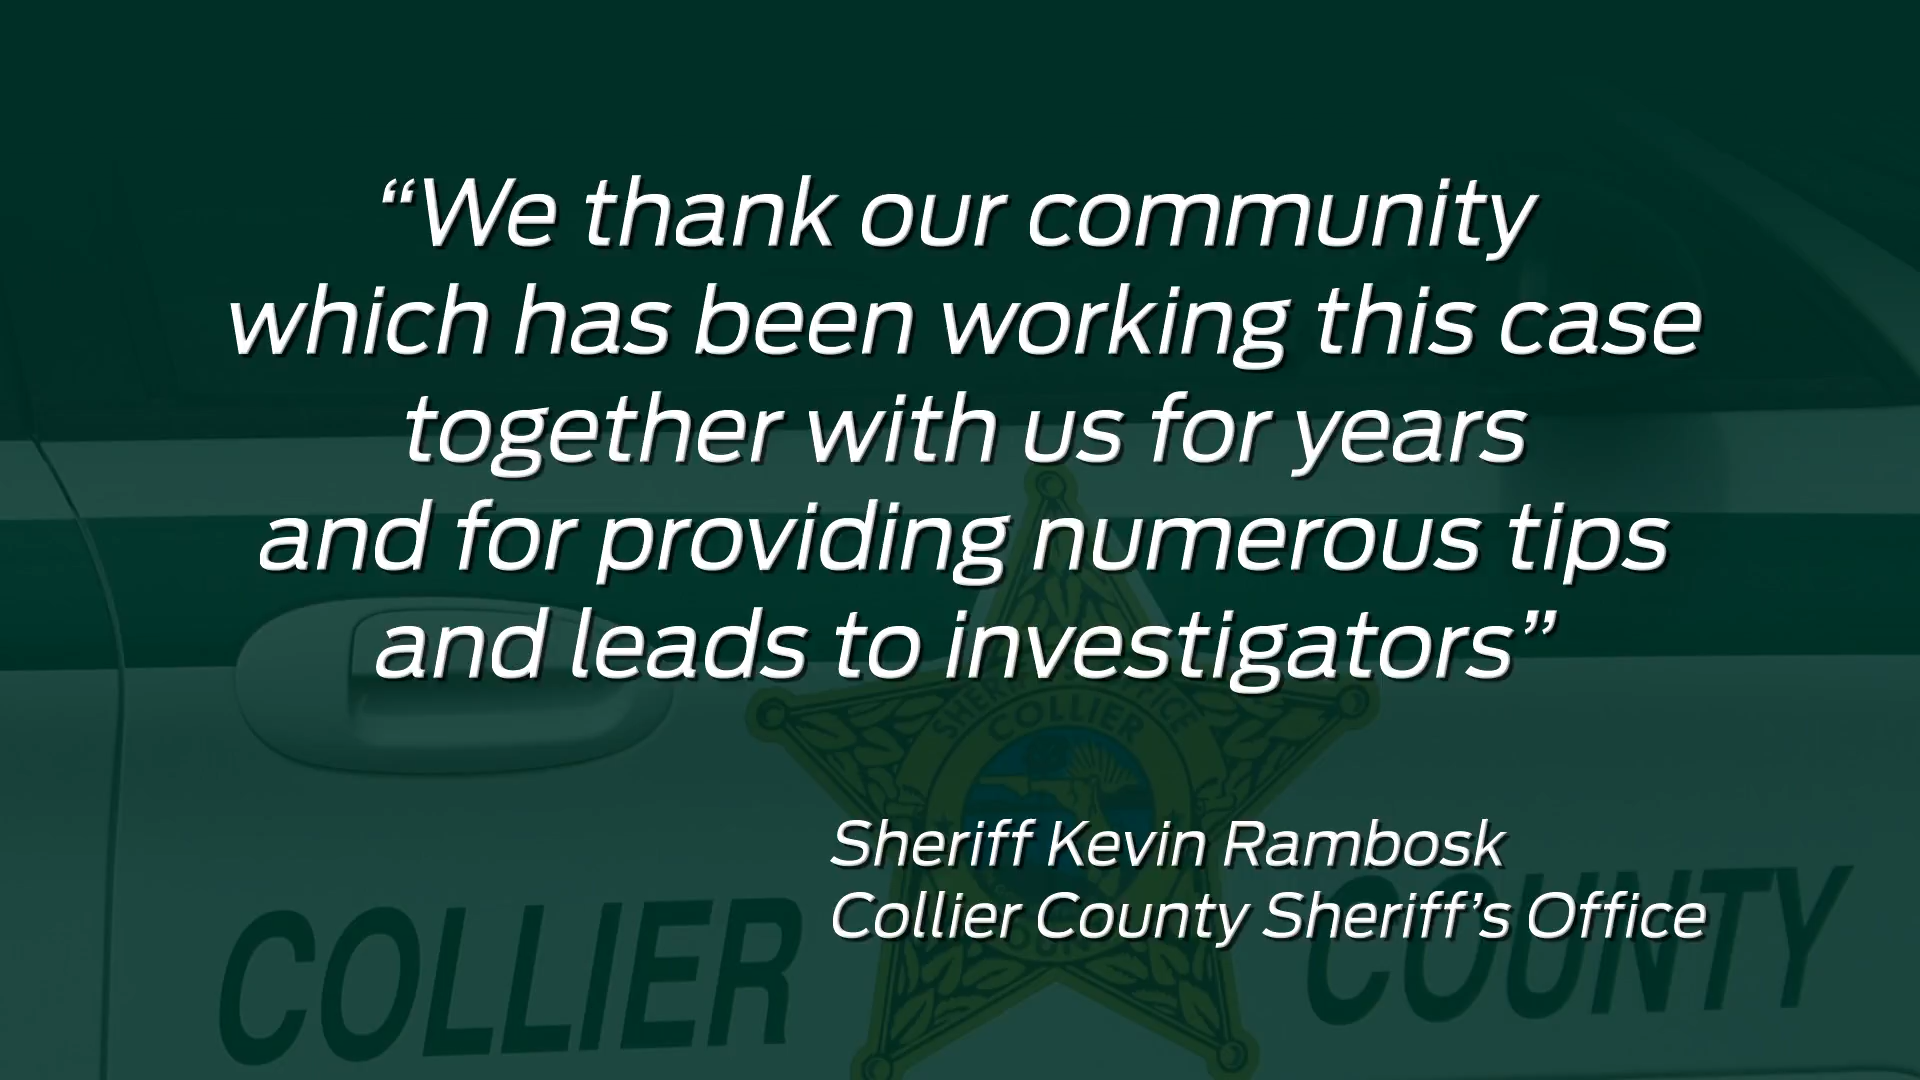 “We thank our community
which has been working this case
together with us for years
and for providing numerous tips
and leads to investigators”
COLLIER
Sheriff Kevin Rambosk
Collier County Sheriff’s Office
COLLIER
COUNTY